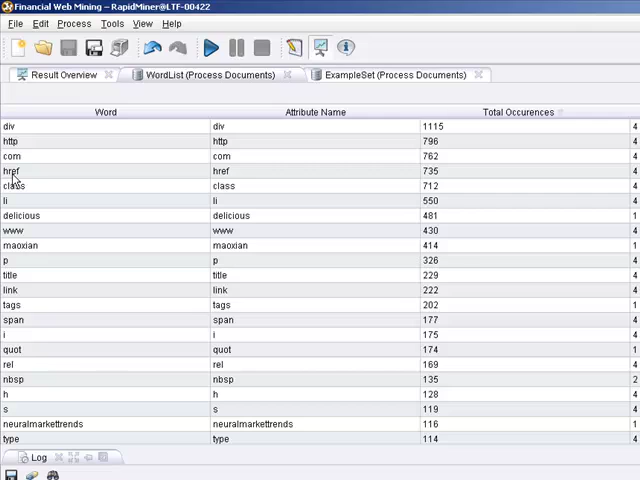 Financial Web Mining – RapidMiner@LTF-00422
File Edit Process Tools View Help
Result Overview WordList (Process Documents) ExampleSet (Process Documents)
Word Attribute Name Total Occurences
div div 1115 4
http http 796 4
com com 762 4
href href 735 4
class class 712 4
li li 550 4
delicious delicious 481 1
www www 430 4
maoxian maoxian 414 1
p p 326 4
title title 229 4
link link 222 4
tags tags 202 1
span span 177 4
i i 175 4
quot quot 174 1
rel rel 169 4
nbsp nbsp 135 2
h h 128 4
s s 119 4
neuralmarkettrends neuralmarkettrends 116 1
type type 114 4
Log